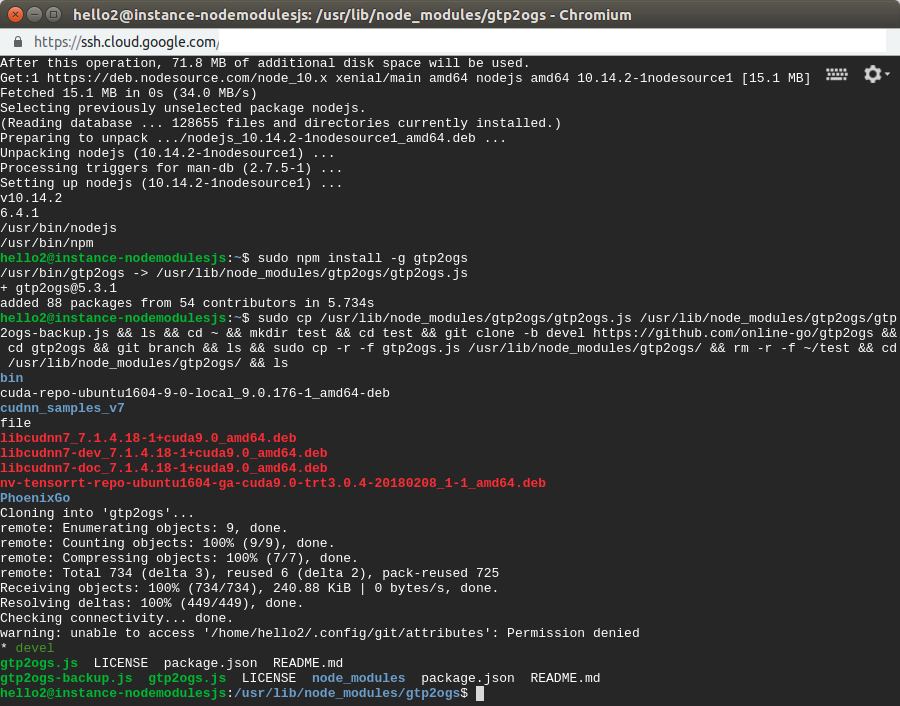 hello2@instance-nodemodulesjs: /usr/lib/node_modules/gtp2ogs - Chromium
https://ssh.cloud.google.com/
After this operation, 71.8 MB of additional disk space will be used.
Get:1 https://deb.nodesource.com/node_10.x xenial/main amd64 nodejs amd64 10.14.2-1nodesource1 [15.1 MB]
Fetched 15.1 MB in 0s (34.0 MB/s)
Selecting previously unselected package nodejs.
(Reading database ... 128655 files and directories currently installed.)
Preparing to unpack .../nodejs_10.14.2-1nodesource1_amd64.deb ...
Unpacking nodejs (10.14.2-1nodesource1) ...
Processing triggers for man-db (2.7.5-1) ...
Setting up nodejs (10.14.2-1nodesource1) ...
v10.14.2
6.4.1
/usr/bin/nodejs
/usr/bin/npm
hello2@instance-nodemodulesjs:~$ sudo npm install -g gtp2ogs
/usr/bin/gtp2ogs -> /usr/lib/node_modules/gtp2ogs/gtp2ogs.js
+ gtp2ogs@5.3.1
added 88 packages from 54 contributors in 5.734s
hello2@instance-nodemodulesjs:~$ sudo cp /usr/lib/node_modules/gtp2ogs/gtp2ogs.js /usr/lib/node_modules/gtp2ogs/gtp
2ogs-backup.js && ls && cd ~ && mkdir test && cd test && git clone -b devel https://github.com/online-go/gtp2ogs &&
 cd gtp2ogs && git branch && ls && sudo cp -r -f gtp2ogs.js /usr/lib/node_modules/gtp2ogs/ && rm -r -f ~/test && cd
 /usr/lib/node_modules/gtp2ogs/ && ls
bin
cuda-repo-ubuntu1604-9-0-local_9.0.176-1_amd64-deb
cudnn_samples_v7
file
libcudnn7_7.1.4.18-1+cuda9.0_amd64.deb
libcudnn7-dev_7.1.4.18-1+cuda9.0_amd64.deb
libcudnn7-doc_7.1.4.18-1+cuda9.0_amd64.deb
nv-tensorrt-repo-ubuntu1604-ga-cuda9.0-trt3.0.4-20180208_1-1_amd64.deb
PhoenixGo
Cloning into 'gtp2ogs'...
remote: Enumerating objects: 9, done.
remote: Counting objects: 100% (9/9), done.
remote: Compressing objects: 100% (7/7), done.
remote: Total 734 (delta 3), reused 6 (delta 2), pack-reused 725
Receiving objects: 100% (734/734), 240.88 KiB | 0 bytes/s, done.
Resolving deltas: 100% (449/449), done.
Checking connectivity... done.
warning: unable to access '/home/hello2/.config/git/attributes': Permission denied
* devel
gtp2ogs.js  LICENSE  package.json  README.md
gtp2ogs-backup.js  gtp2ogs.js  LICENSE  node_modules  package.json  README.md
hello2@instance-nodemodulesjs:/usr/lib/node_modules/gtp2ogs$